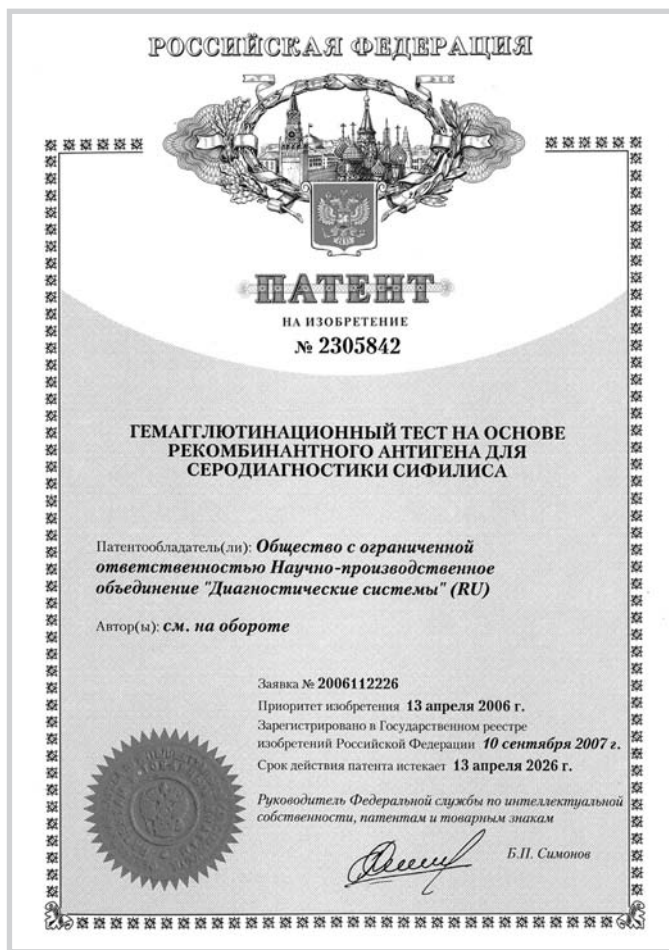 РОССИЙСКАЯ ФЕДЕРАЦИЯ
ПАТЕНТ
НА ИЗОБРЕТЕНИЕ
№ 2305842
ГЕМАГГЛЮТИНАЦИОННЫЙ ТЕСТ НА ОСНОВЕ
РЕКОМБИНАНТНОГО АНТИГЕНА ДЛЯ
СЕРОДИАГНОСТИКИ СИФИЛИСА
Патентообладатель(ли): Общество с ограниченной
ответственностью Научно-производственное
объединение "Диагностические системы" (RU)
Автор(ы): см. на обороте
Заявка № 2006112226
Приоритет изобретения 13 апреля 2006 г.
Зарегистрировано в Государственном реестре
изобретений Российской Федерации 10 сентября 2007 г.
Срок действия патента истекает 13 апреля 2026 г.
Руководитель Федеральной службы по интеллектуальной
собственности, патентам и товарным знакам
Б.П. Симонов